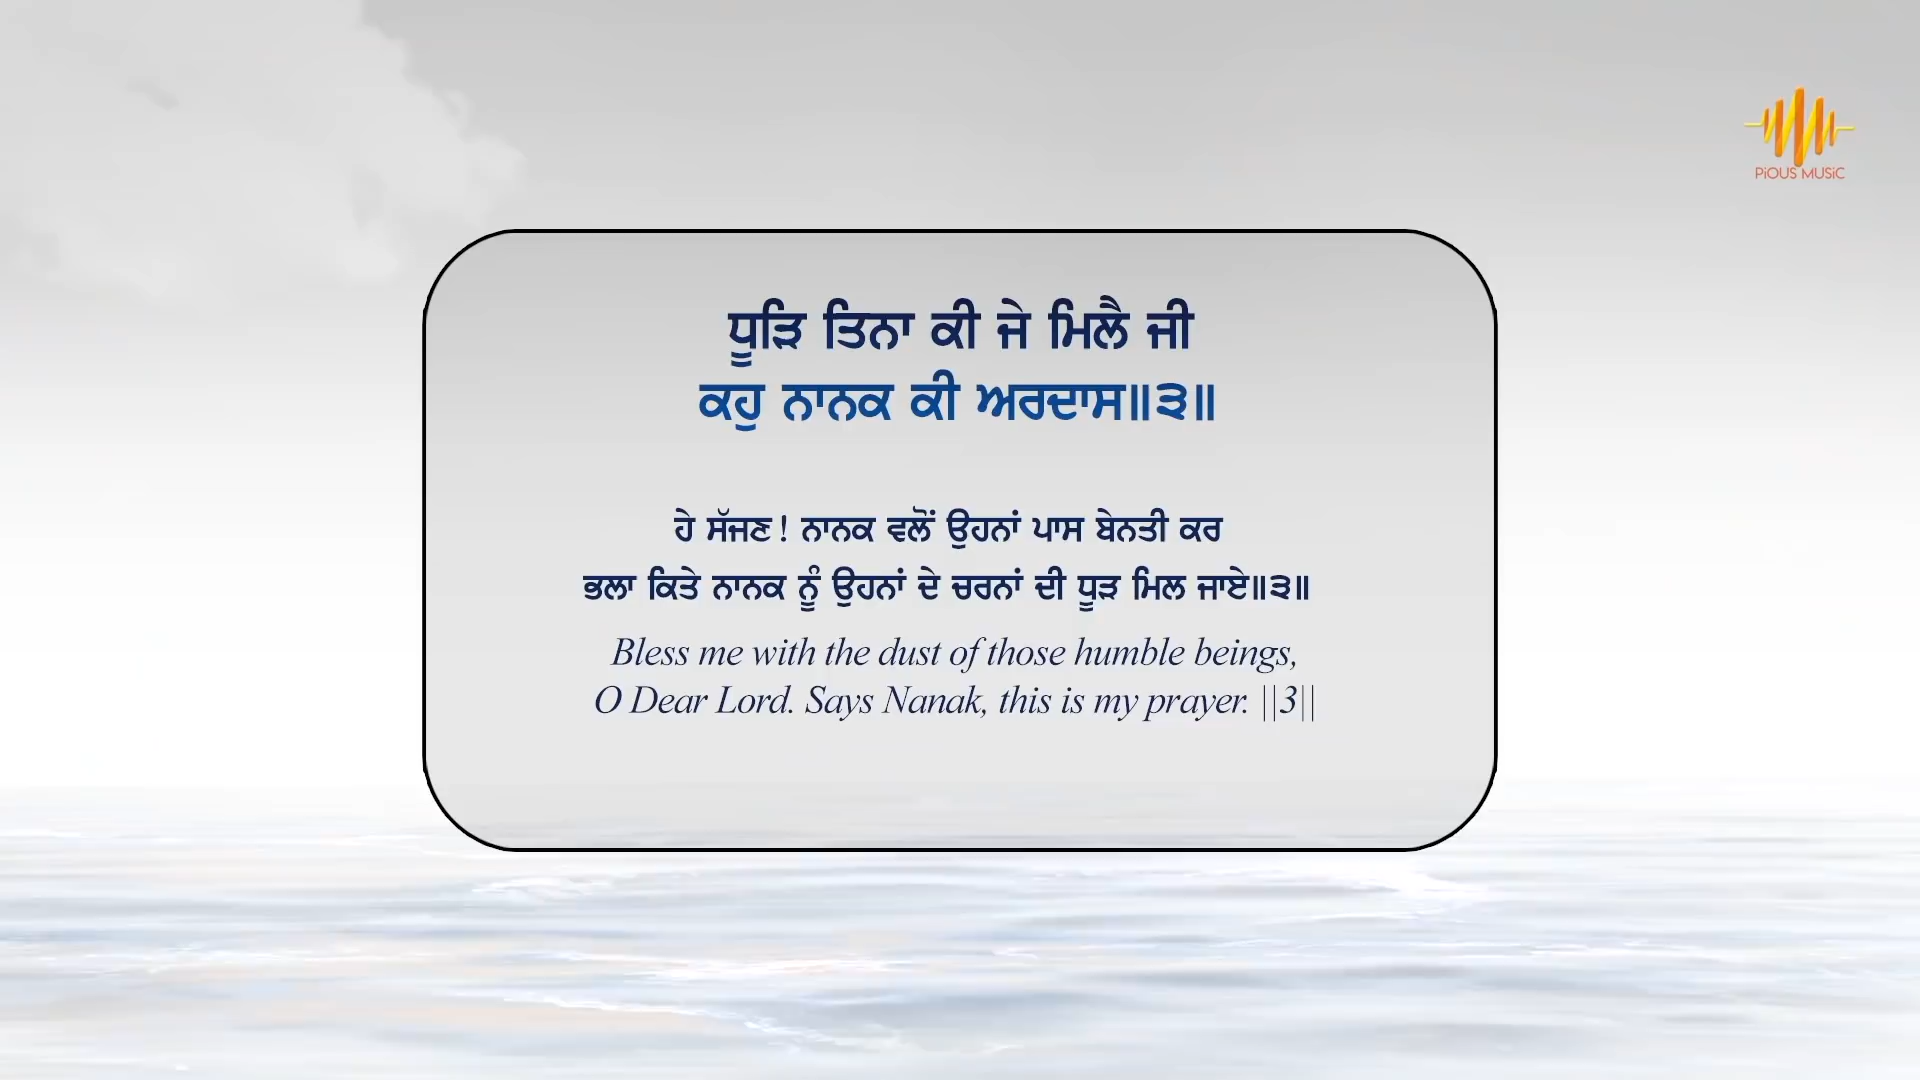 PiOUS MUSiC
ਧੂੜਿ ਤਿਨਾ ਕੀ ਜੇ ਮਿਲੈ ਜੀ
ਕਹੁ ਨਾਨਕ ਕੀ ਅਰਦਾਸ॥੩॥
ਹੇ ਸੱਜਣ! ਨਾਨਕ ਵਲੋਂ ਉਹਨਾਂ ਪਾਸ ਬੇਨਤੀ ਕਰ
ਭਲਾ ਕਿਤੇ ਨਾਨਕ ਨੂੰ ਉਹਨਾਂ ਦੇ ਚਰਨਾਂ ਦੀ ਧੂੜ ਮਿਲ ਜਾਏ॥੩॥
Bless me with the dust of those humble beings,
O Dear Lord. Says Nanak, this is my prayer. ||3||